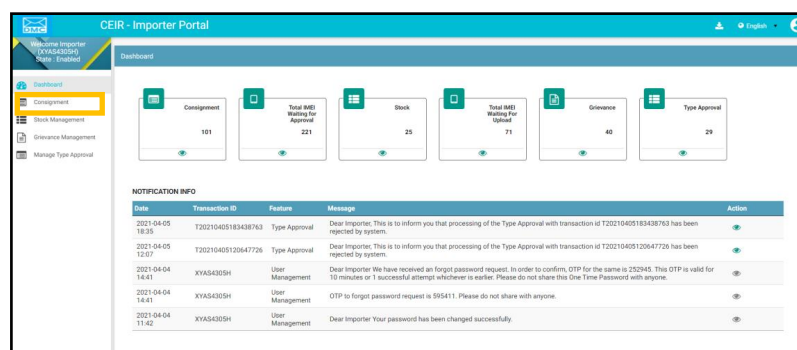 DMC
CEIR - Importer Portal
English
Welcome Importer
(XYAS4305H)
State : Enabled
Dashboard
Dashboard
Consignment
Stock Management
Grievance Management
Manage Type Approval
Consignment
101
Total IMEI
Waiting for
Approval
221
Stock
25
Total IMEI
Waiting For
Upload
71
Grievance
40
Type Approval
29
NOTIFICATION INFO
Date Transaction ID Feature Message Action
2021-04-05 Dear Importer, This is to inform you that processing of the Type Approval with transaction id T20210405183438763 has been
18:35 T20210405183438763 Type Approval rejected by system.
2021-04-05 Dear Importer, This is to inform you that processing of the Type Approval with transaction id T20210405120647726 has been
12:07 T20210405120647726 Type Approval rejected by system.
2021-04-04 User Dear Importer We have received an forgot password request. In order to confirm, OTP for the same is 252945. This OTP is valid for
14:41 XYAS4305H Management 10 minutes or 1 successful attempt whichever is earlier. Please do not share this One Time Password with anyone.
2021-04-04 User
14:41 XYAS4305H Management OTP to forgot password request is 595411. Please do not share with anyone.
2021-04-04 User
11:42 XYAS4305H Management Dear Importer Your password has been changed successfully.